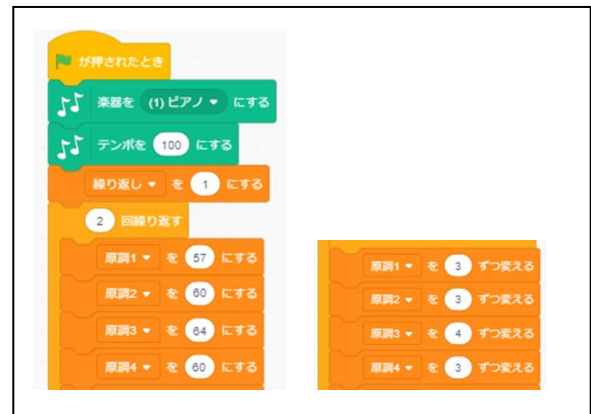 が押されたとき
楽器を (1) ピアノ にする
テンポを 100 にする
繰り返し を 1 にする
2 回繰り返す
原調1 を 57 にする
原調2 を 60 にする
原調3 を 64 にする
原調4 を 60 にする
原調1 を 3 ずつ変える
原調2 を 3 ずつ変える
原調3 を 4 ずつ変える
原調4 を 3 ずつ変える